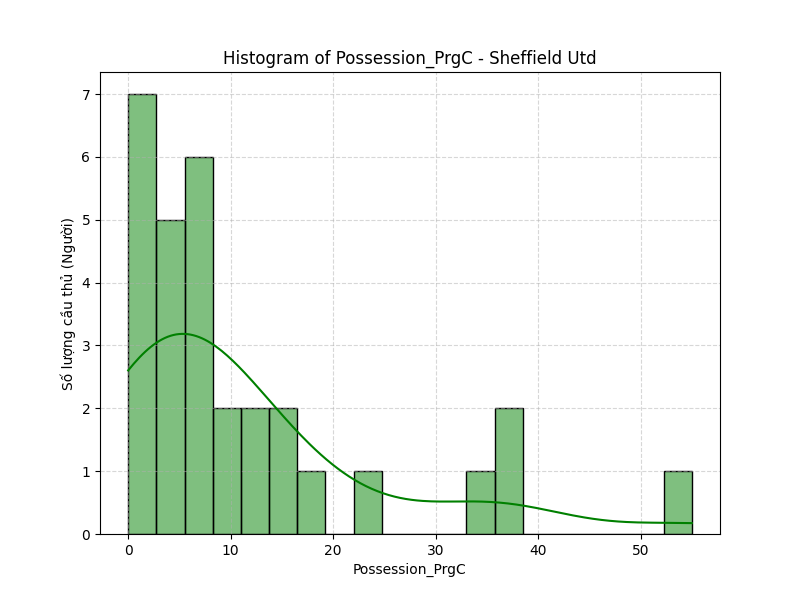 Histogram of Possession_PrgC - Sheffield Utd
Số lượng cầu thủ (Người)
7
6
5
4
3
2
1
0
0 10 20 30 40 50
Possession_PrgC